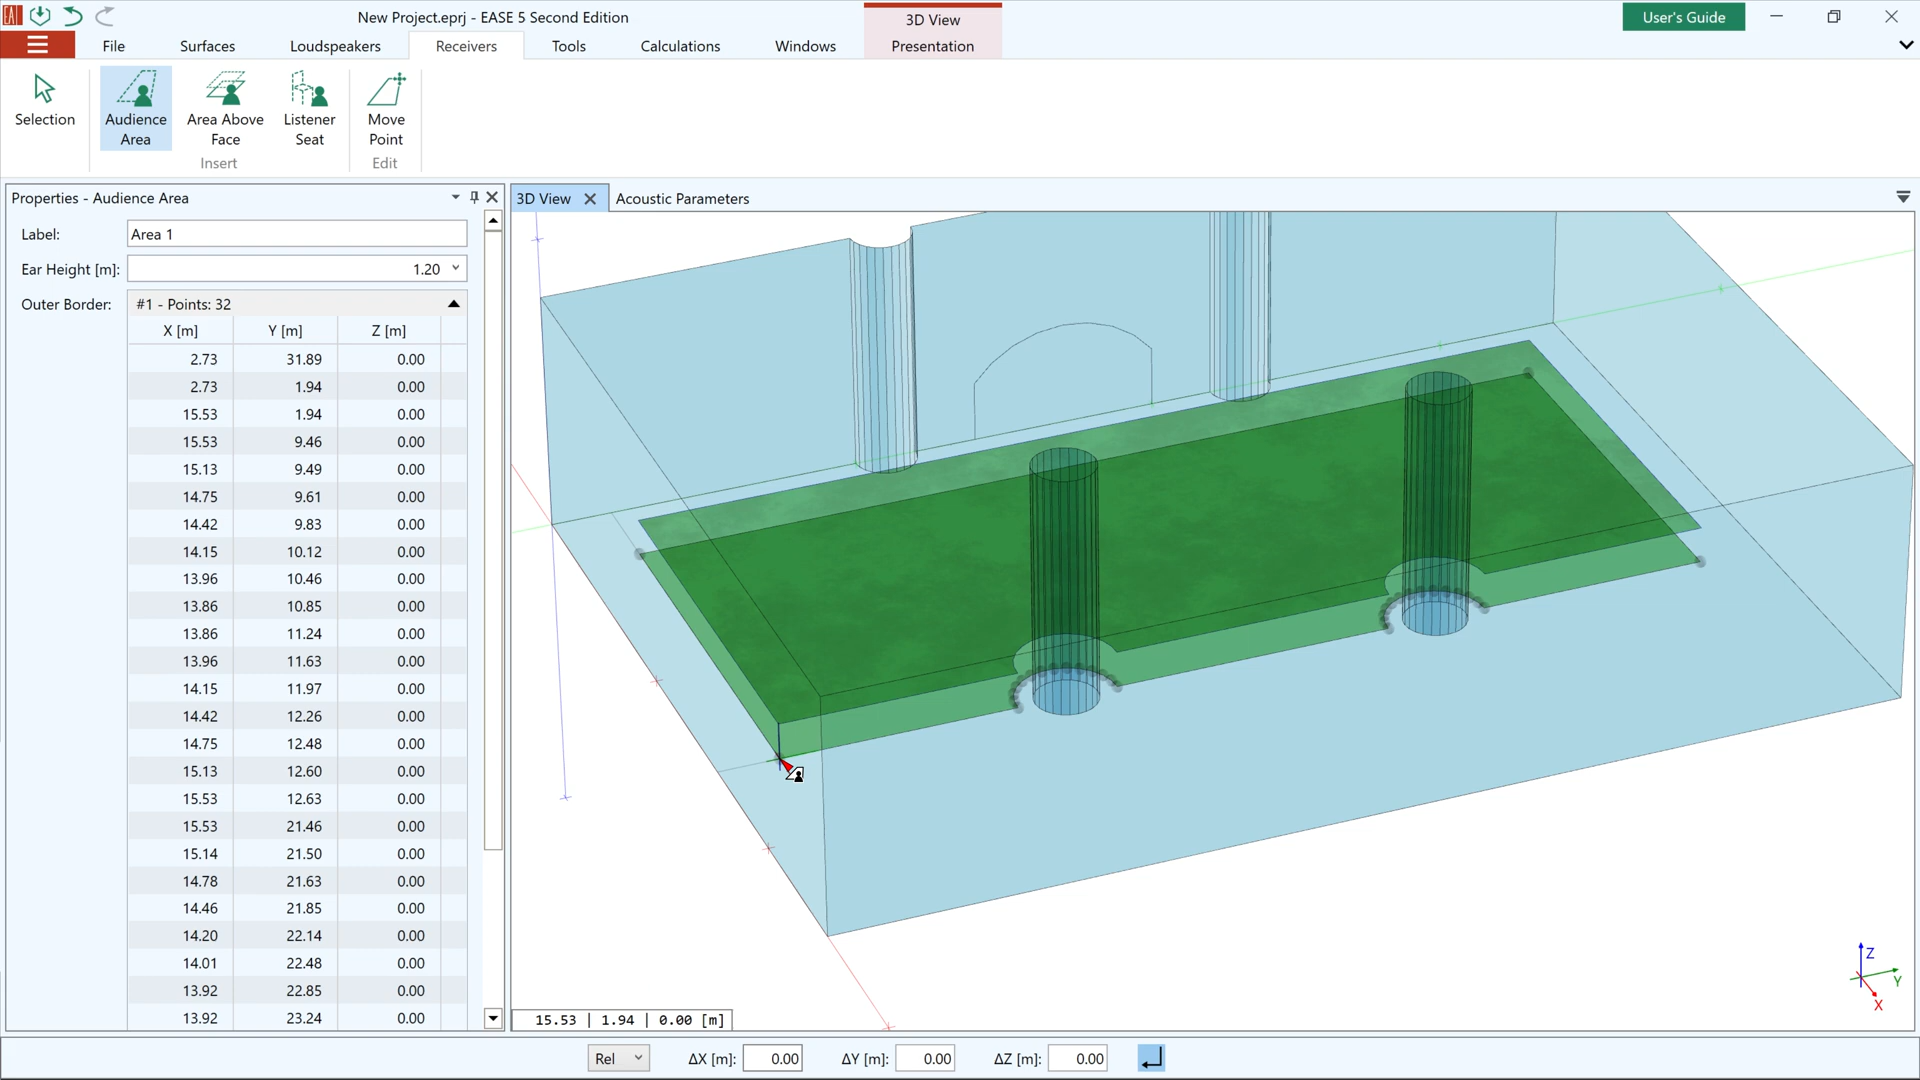 New Project.eprj - EASE 5 Second Edition
3D View
User's Guide
File
Surfaces
Loudspeakers
Receivers
Tools
Calculations
Windows
Presentation
Selection
Audience Area
Area Above Face
Listener Seat
Move Point
Insert
Edit
Properties - Audience Area
3D View
Acoustic Parameters
Label: Area 1
Ear Height [m]: 1.20
Outer Border: #1 - Points: 32
X [m] Y [m] Z [m]
2.73 31.89 0.00
2.73 1.94 0.00
15.53 1.94 0.00
15.53 9.46 0.00
15.13 9.49 0.00
14.75 9.61 0.00
14.42 9.83 0.00
14.15 10.12 0.00
13.96 10.46 0.00
13.86 10.85 0.00
13.86 11.24 0.00
13.96 11.63 0.00
14.15 11.97 0.00
14.42 12.26 0.00
14.75 12.48 0.00
15.13 12.60 0.00
15.53 12.63 0.00
15.53 21.46 0.00
15.14 21.50 0.00
14.78 21.63 0.00
14.46 21.85 0.00
14.20 22.14 0.00
14.01 22.48 0.00
13.92 22.85 0.00
13.92 23.24 0.00
Z
Y
X
15.53 | 1.94 | 0.00 [m]
Rel ΔX [m]: 0.00 ΔY [m]: 0.00 ΔZ [m]: 0.00